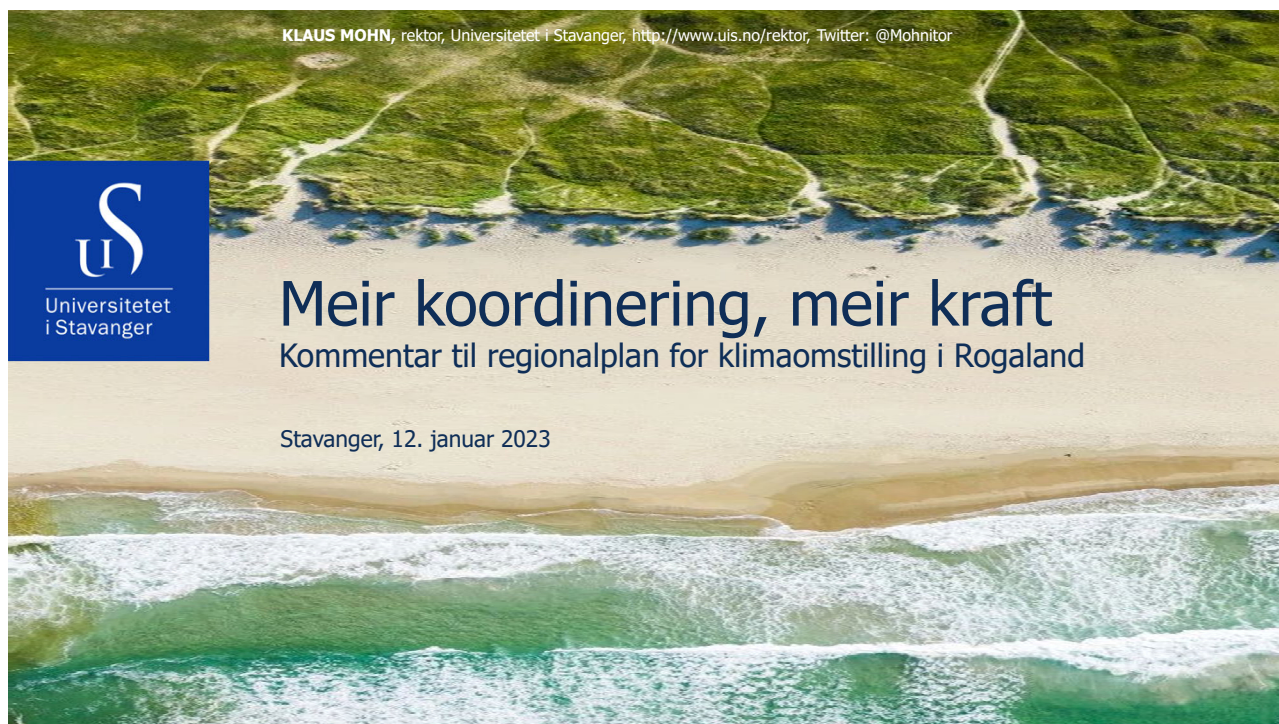 KLAUS MOHN, rektor, Universitetet i Stavanger, http://www.uis.no/rektor, Twitter: @Mohnitor
uS
Universitetet
i Stavanger
Meir koordinering, meir kraft
Kommentar til regionalplan for klimaomstilling i Rogaland
Stavanger, 12. januar 2023